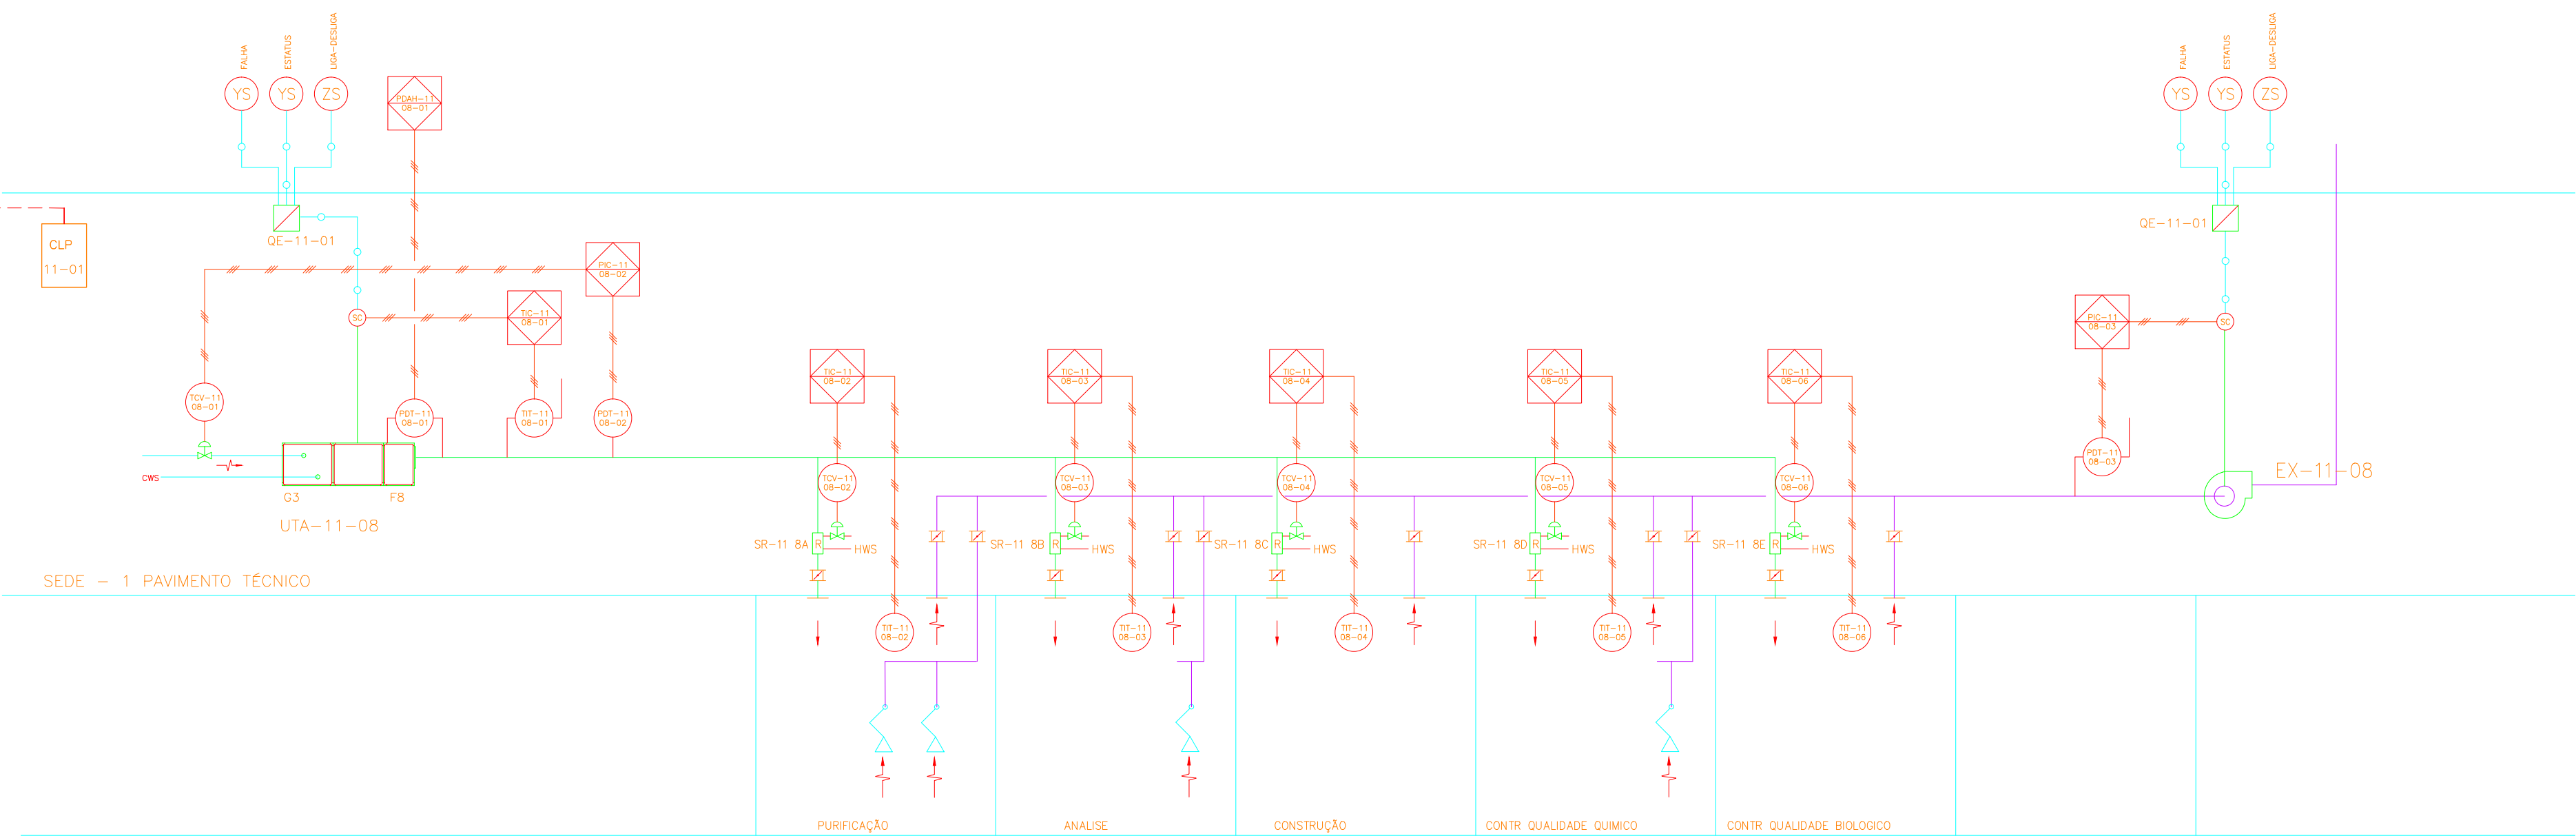 FALHA
ESTATUS
LIGA-DESLIGA
FALHA
ESTATUS
LIGA-DESLIGA
YS
YS
ZS
PDAH-11
08-01
YS
YS
ZS
CLP
11-01
QE-11-01
QE-11-01
PIC-11
08-02
SC
TIC-11
08-01
PIC-11
08-03
SC
TIC-11
08-02
TIC-11
08-03
TIC-11
08-04
TIC-11
08-05
TIC-11
08-06
TCV-11
08-01
PDT-11
08-01
TIT-11
08-01
PDT-11
08-02
PDT-11
08-03
CWS
G3
F8
UTA-11-08
TCV-11
08-02
TCV-11
08-03
TCV-11
08-04
TCV-11
08-05
TCV-11
08-06
EX-11-08
SR-11 8A
R
HWS
SR-11 8B
R
HWS
SR-11 8C
R
HWS
SR-11 8D
R
HWS
SR-11 8E
R
HWS
SEDE - 1 PAVIMENTO TÉCNICO
TIT-11
08-02
TIT-11
08-03
TIT-11
08-04
TIT-11
08-05
TIT-11
08-06
PURIFICAÇÃO
ANALISE
CONSTRUÇÃO
CONTR QUALIDADE QUIMICO
CONTR QUALIDADE BIOLOGICO